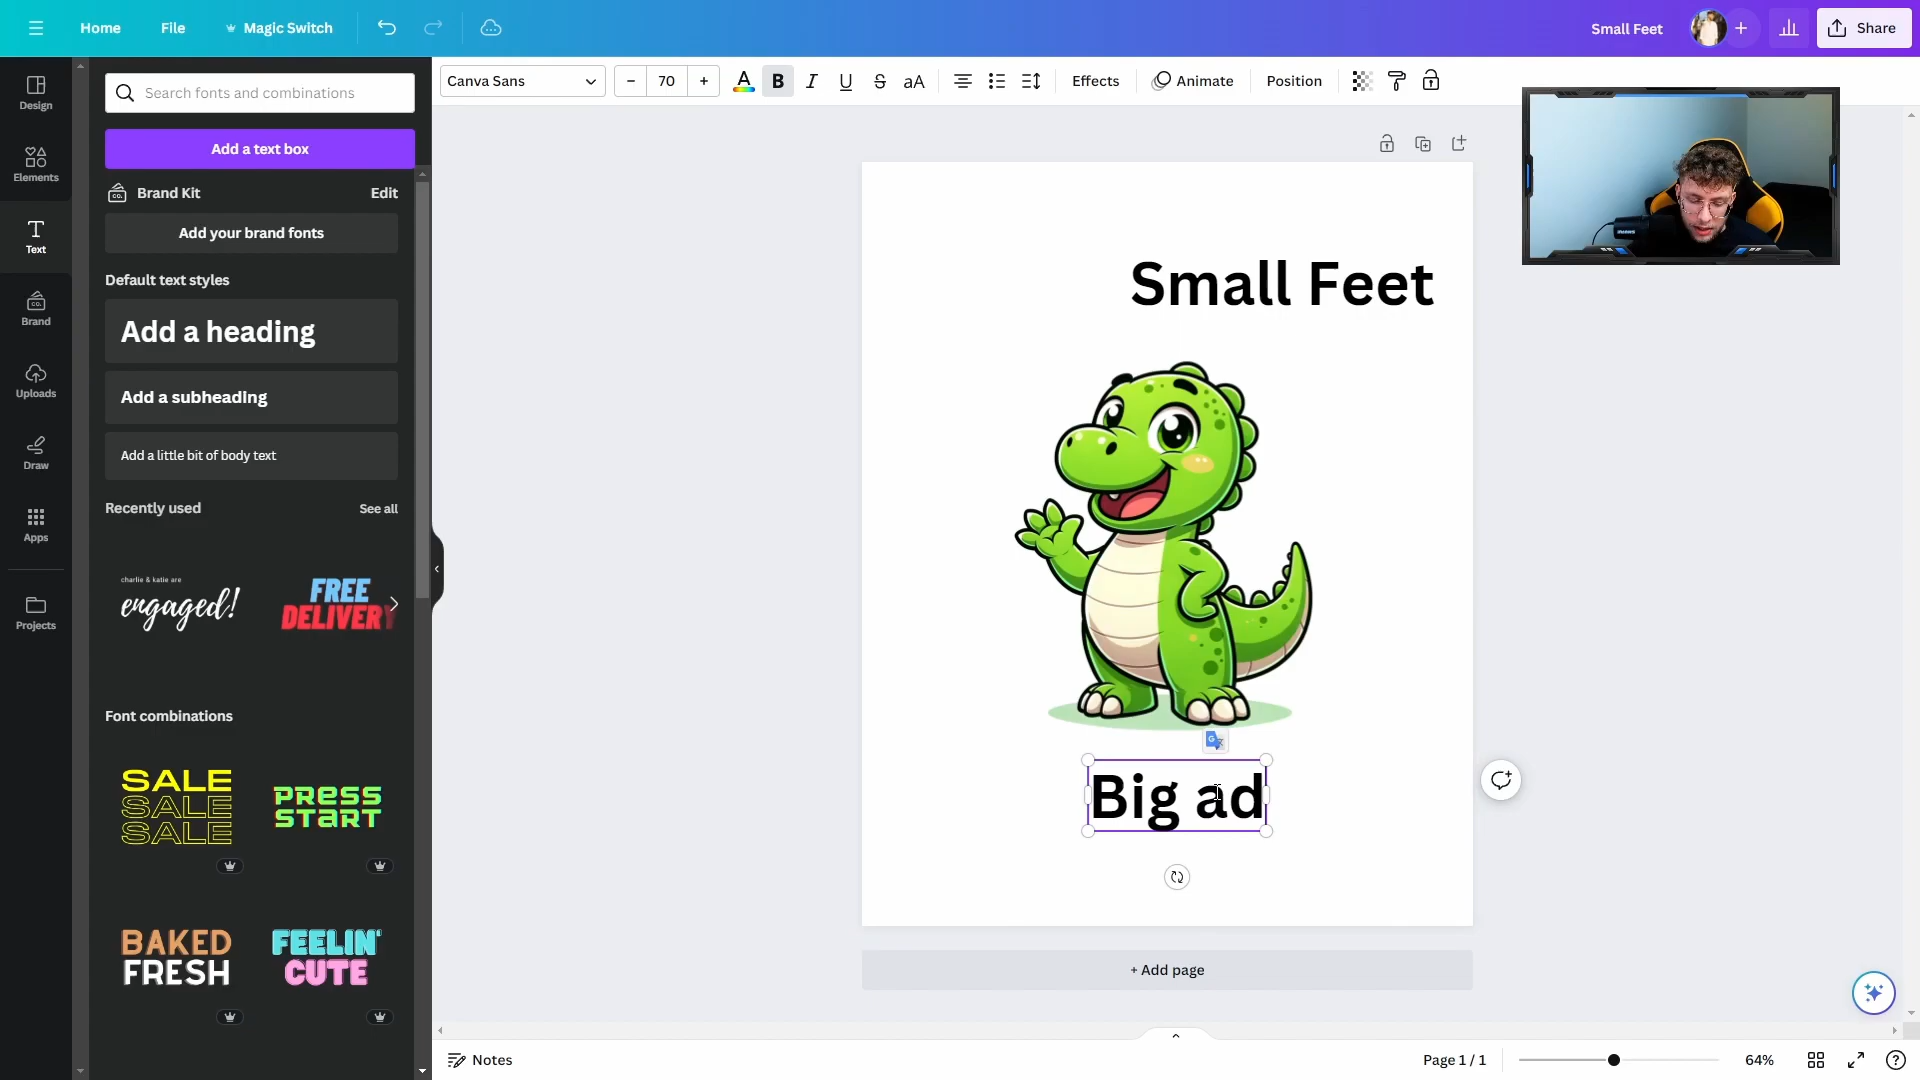 Home
File
Magic Switch
Small Feet
Share
Design
Elements
Text
Brand
Uploads
Draw
Apps
Projects
Search fonts and combinations
Add a text box
Brand Kit
Edit
Add your brand fonts
Default text styles
Add a heading
Add a subheading
Add a little bit of body text
Recently used
See all
charlie & katie are
engaged!
FREE
DELIVERY
Font combinations
SALE
SALE
SALE
PRESS
START
BAKED
FRESH
FEELIN'
CUTE
Canva Sans
– 70 +
A B I U S aA
Effects
Animate
Position
Small Feet
Big ad
+ Add page
Notes
Page 1 / 1
64%